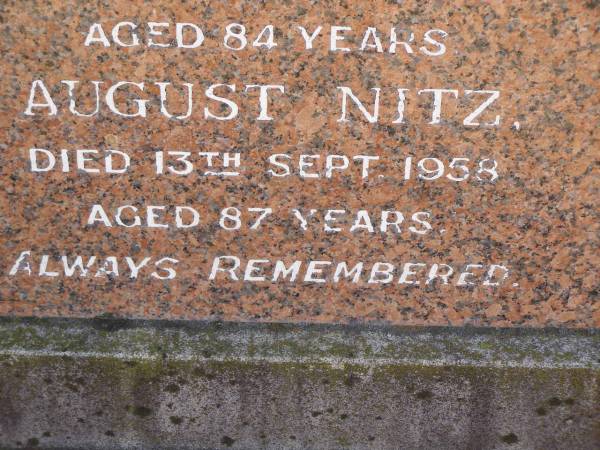 AGED 84 YEARS.
AUGUST NITZ,
DIED 13TH SEPT. 1958
AGED 87 YEARS.
ALWAYS REMEMBERED.